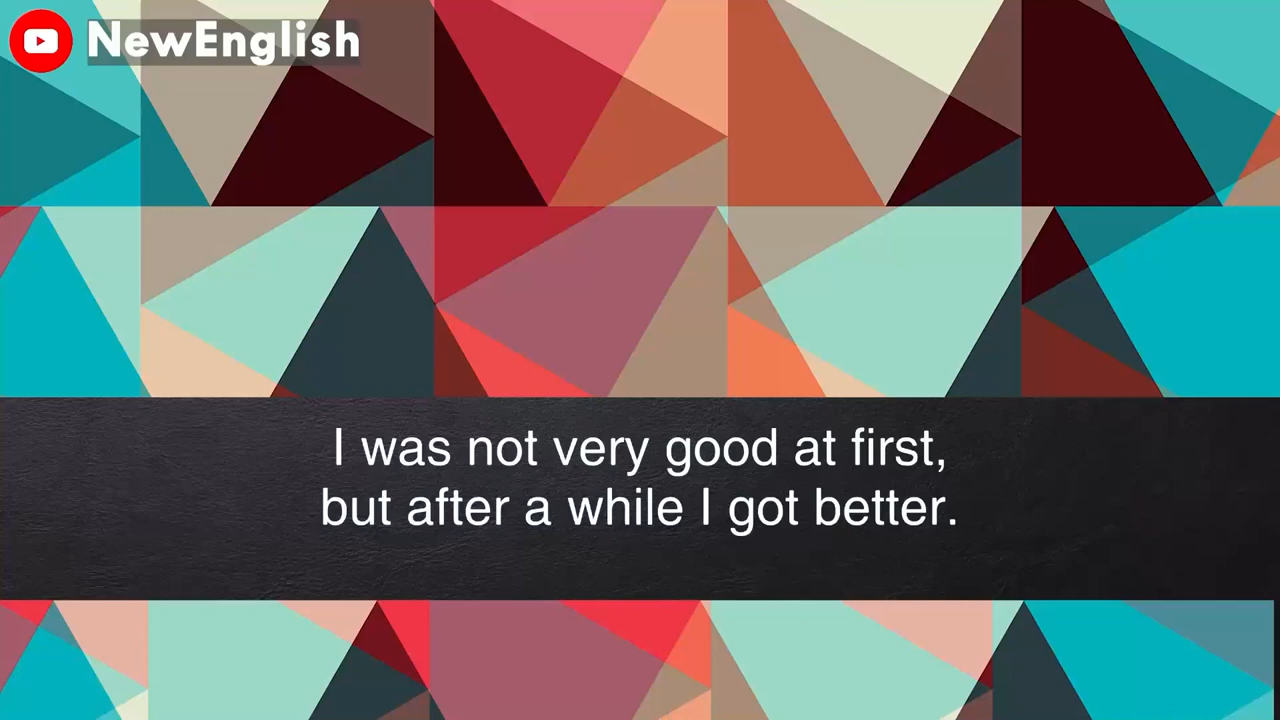 NewEnglish
I was not very good at first,
but after a while I got better.